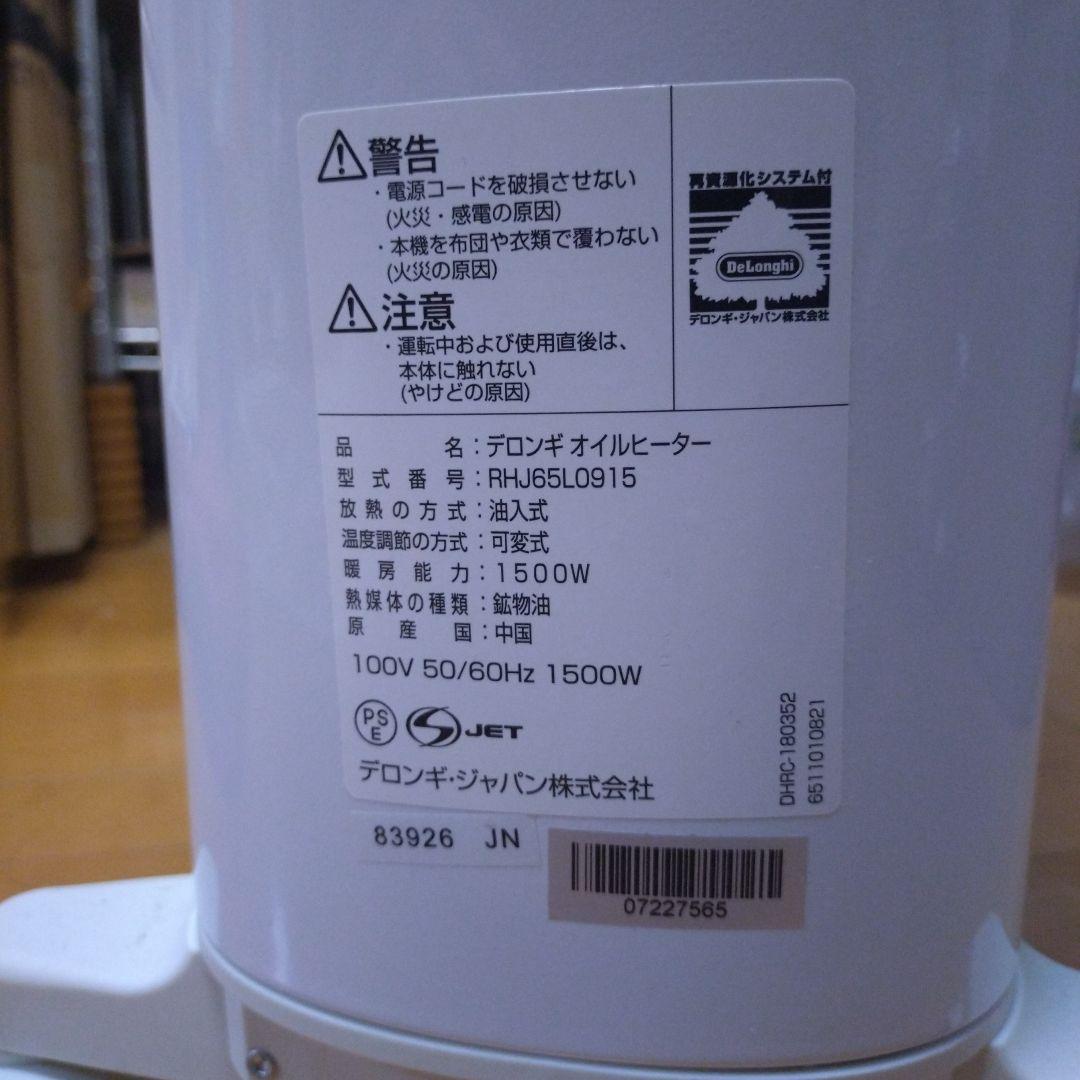 警告
・電源コードを破損させない
(火災・感電の原因)
・本機を布団や衣類で覆わない
(火災の原因)
注意
・運転中および使用直後は、
本体に触れない
(やけどの原因)
再資源化システム付
DeLonghi
デロンギ・ジャパン株式会社
品名：デロンギ オイルヒーター
型式番号：RHJ65L0915
放熱の方式：油入式
温度調節の方式：可変式
暖房能力：1500W
熱媒体の種類：鉱物油
原産国：中国
100V 50/60Hz 1500W
PSE
S JET
デロンギ・ジャパン株式会社
DHRC-180352
6511010821
83926 JN
07227565